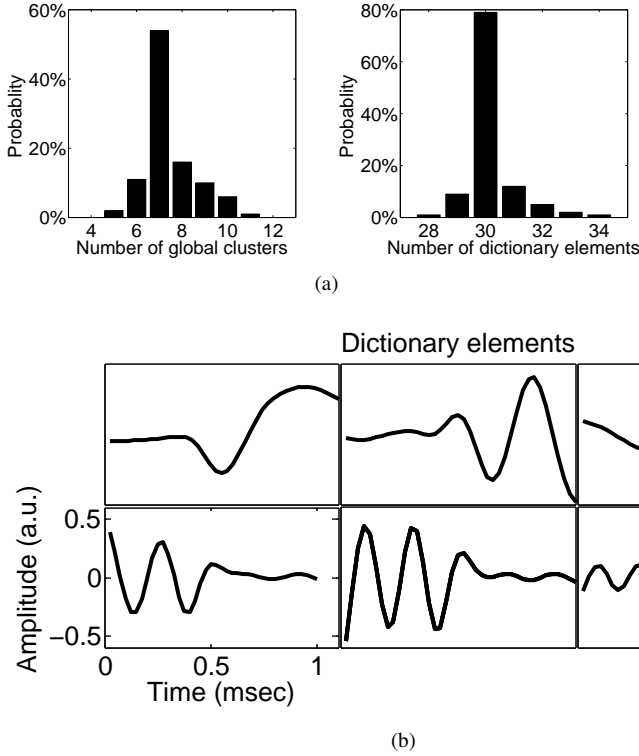 60%
40%
20%
0%
Probablity
4 6 8 10 12
Number of global clusters
80%
60%
40%
20%
0%
Probablity
28 30 32 34
Number of dictionary elements
(a)
Dictionary elements
Amplitude (a.u.)
0.5
0
−0.5
0 0.5 1
Time (msec)
(b)